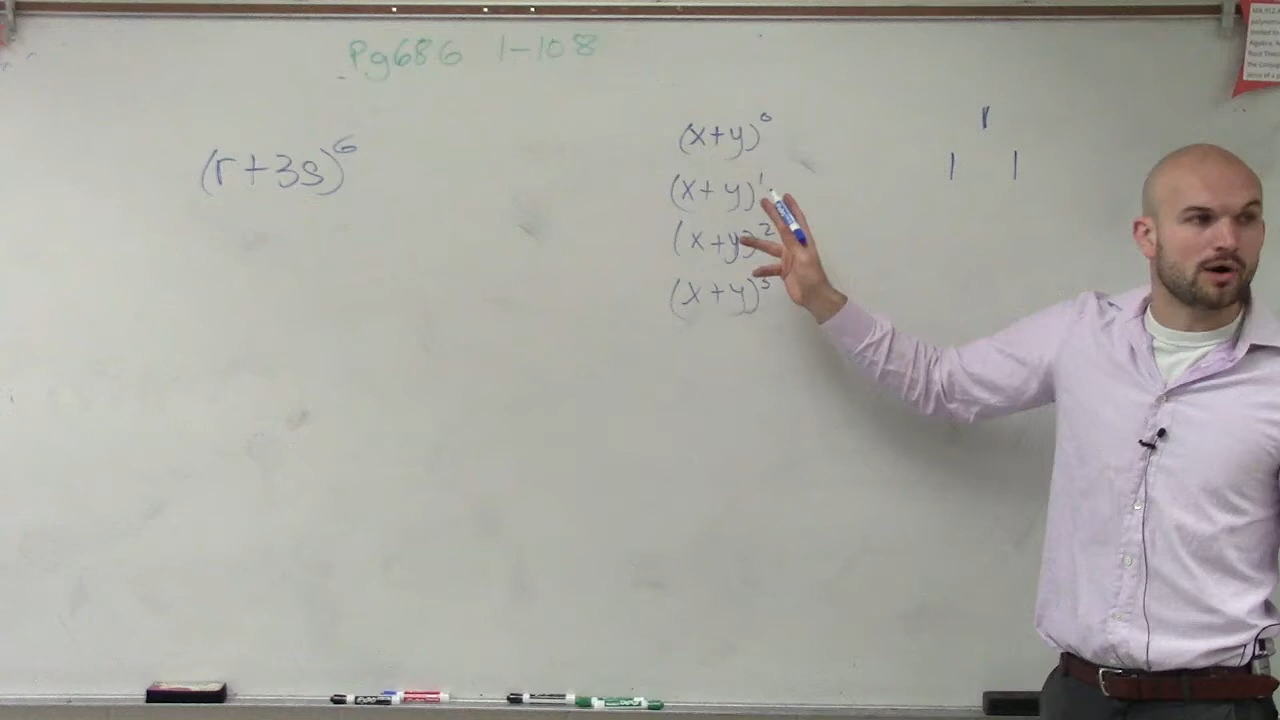 Pg686 1-108
(r+3s)⁶
(x+y)⁰
(x+y)¹
(x+y)²
(x+y)³
1
1 1